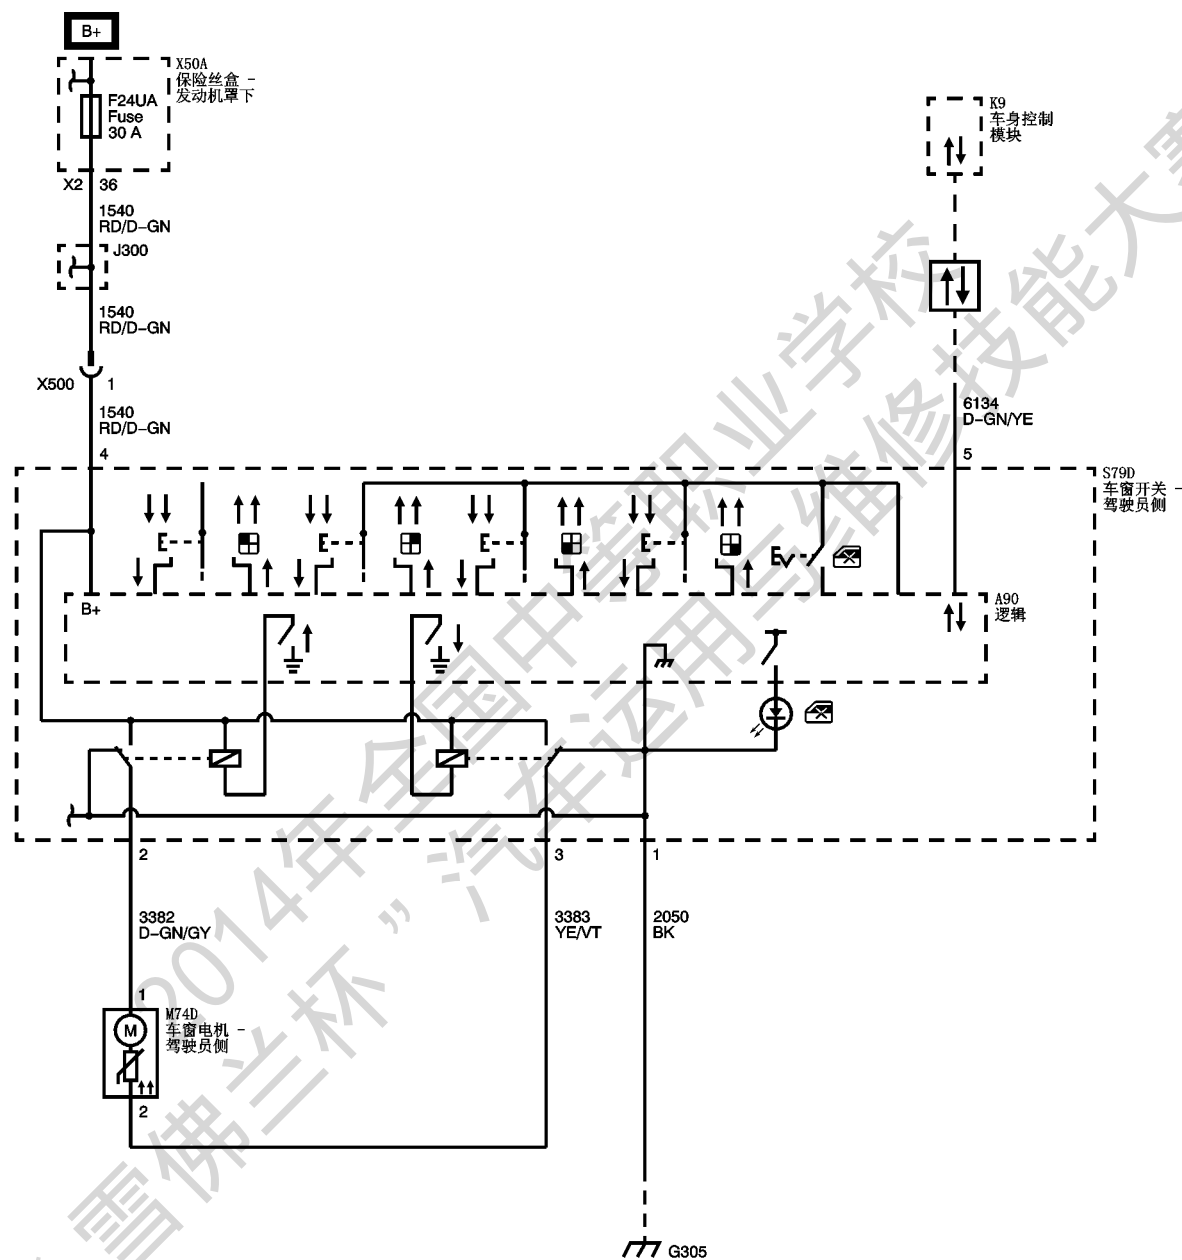 B+
X50A
保险丝盒 -
发动机罩下
F24UA
Fuse
30 A
X2 36
1540
RD/D-GN
J300
1540
RD/D-GN
X500 1
1540
RD/D-GN
4
K9
车身控制
模块
6134
D-GN/YE
5
S79D
车窗开关 -
驾驶员侧
B+
A90
逻辑
2
3
1
3382
D-GN/GY
3383
YE/VT
2050
BK
1
M74D
车窗电机 -
驾驶员侧
M
2
G305
2014年全国中等职业学校
雪佛兰杯”汽车运用与维修技能大赛